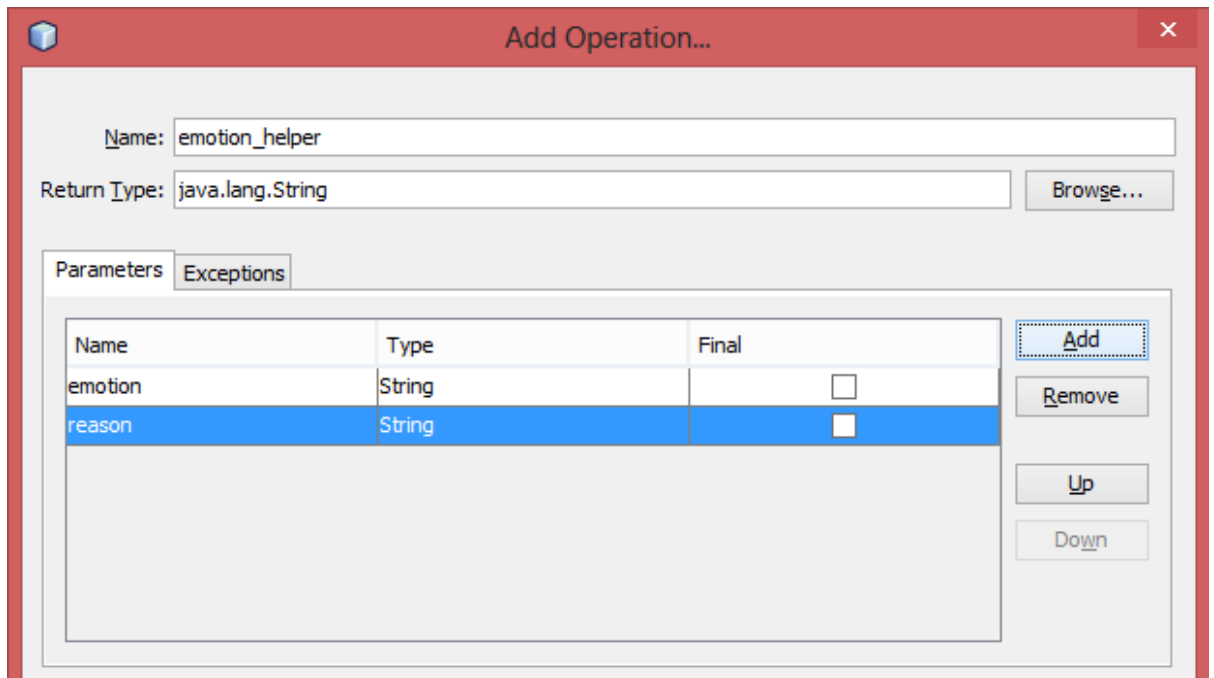 Add Operation...
Name: emotion_helper
Return Type: java.lang.String Browse...
Parameters Exceptions
Name Type Final Add
emotion String
Remove
reason String
Up
Down